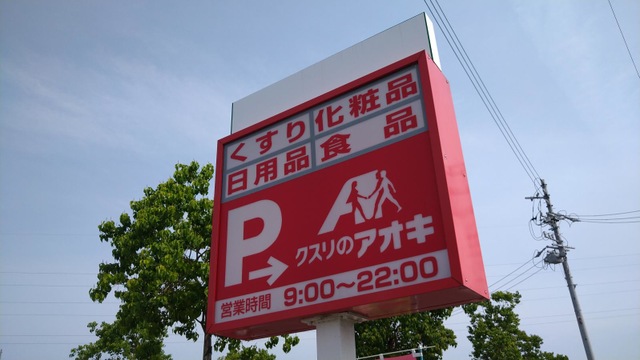 くすり 化粧品
日用品 食品
P→
クスリのアオキ
営業時間 9:00〜22:00